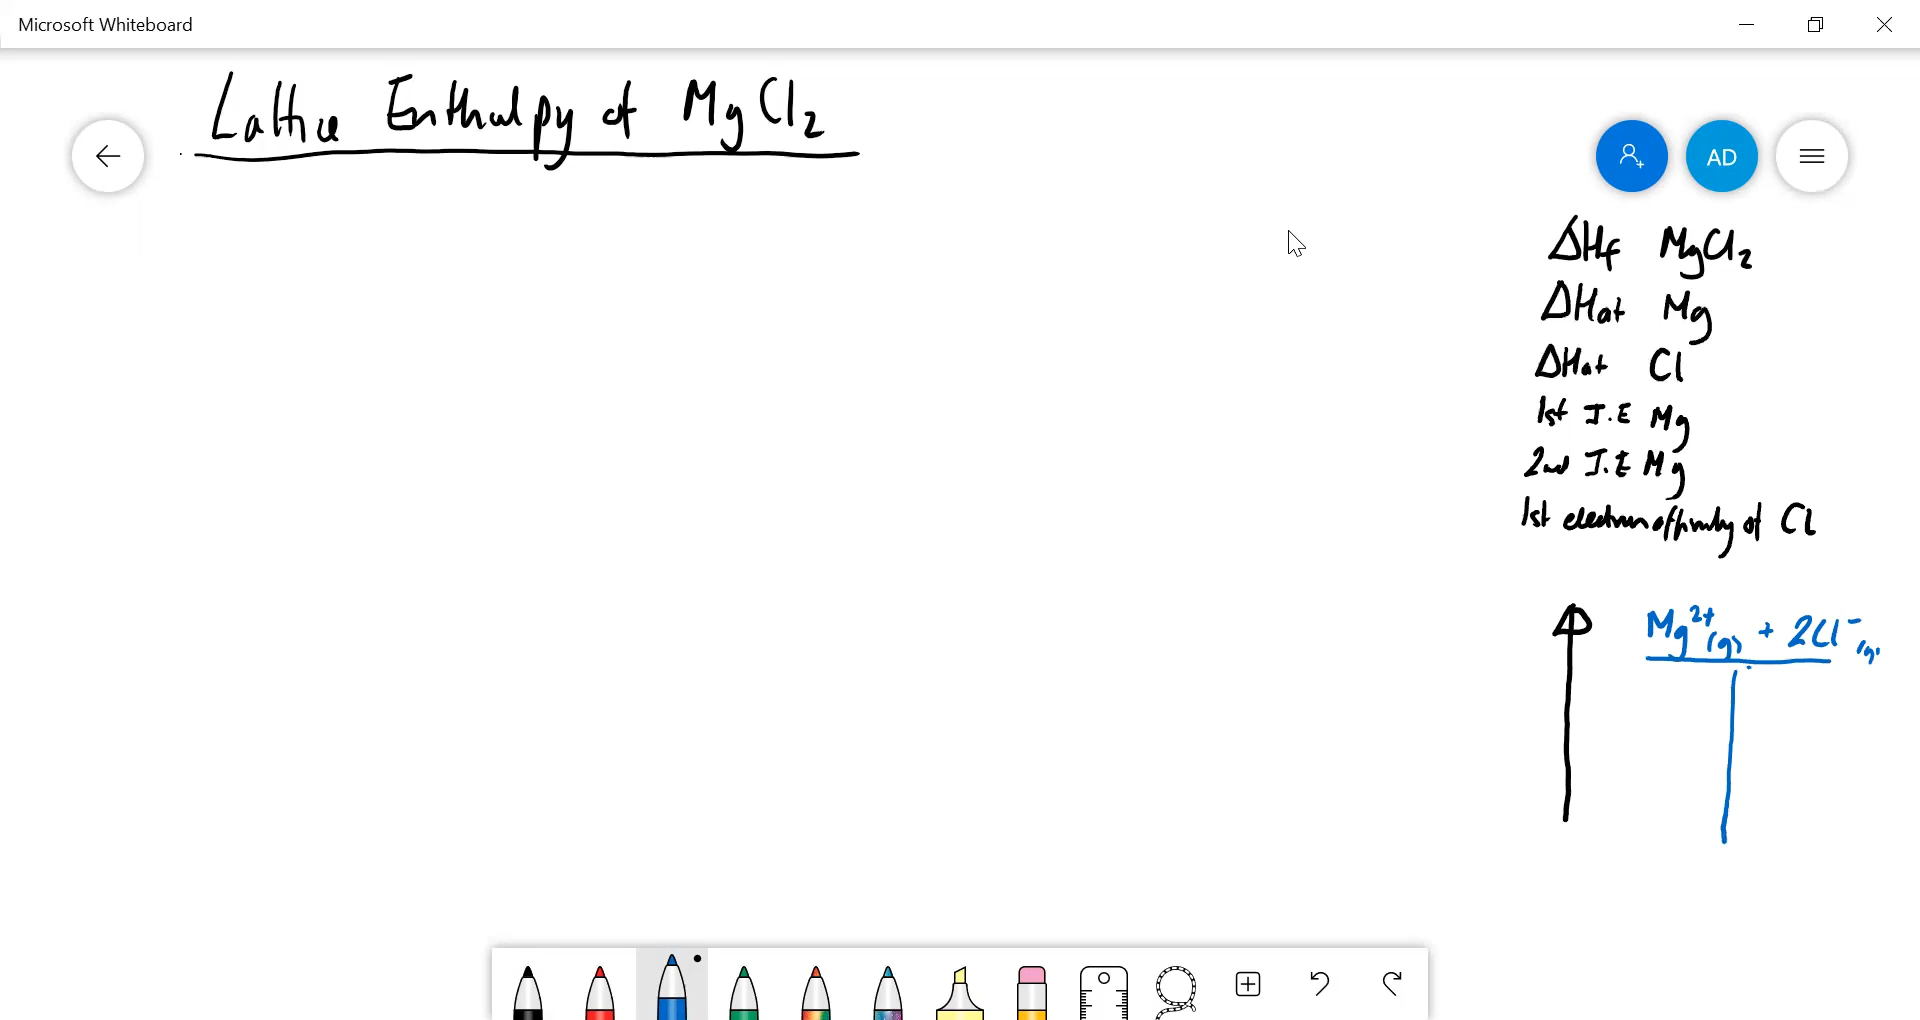 Microsoft Whiteboard
Lattice Enthalpy of MgCl₂
AD
ΔHf MgCl₂
ΔHat Mg
ΔHat Cl
1st I.E Mg
2nd I.E Mg
1st electron affinity of Cl
Mg²⁺(g) + 2Cl⁻(g)